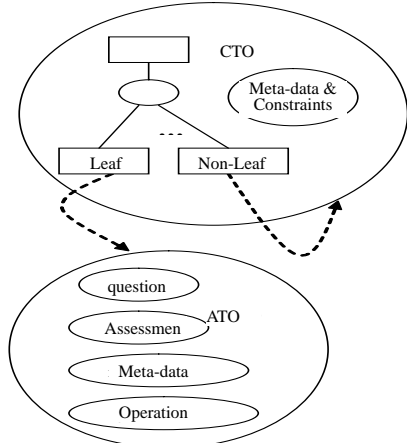 CTO
Meta-data &
Constraints
...
Leaf
Non-Leaf
question
Assessmen
ATO
Meta-data
Operation